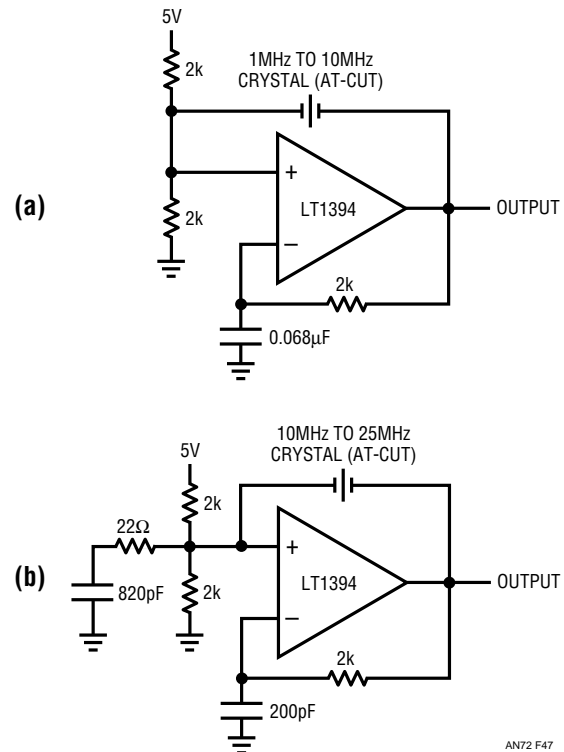 5V
2k
1MHz TO 10MHz
CRYSTAL (AT-CUT)
(a)
+
LT1394
–
OUTPUT
2k
2k
0.068µF
10MHz TO 25MHz
CRYSTAL (AT-CUT)
5V
2k
22Ω
(b)
+
LT1394
–
OUTPUT
820pF
2k
2k
200pF
AN72 F47